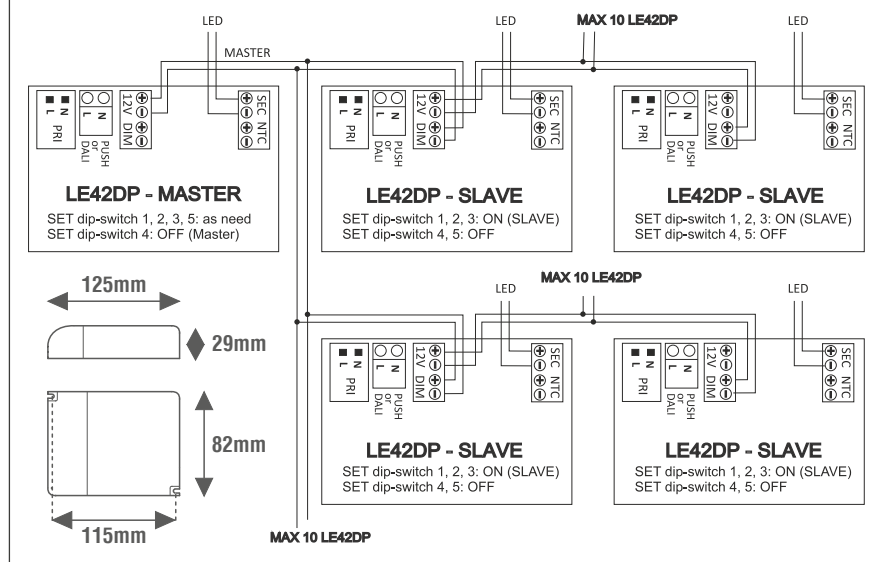 LED
LED
MAX 10 LE42DP
LED
MASTER
L N
PRI
L N
PUSH
or
DALI
12V DIM
SEC NTC
LE42DP - MASTER
SET dip-switch 1, 2, 3, 5: as need
SET dip-switch 4: OFF (Master)
L N
PRI
L N
PUSH
or
DALI
12V DIM
SEC NTC
LE42DP - SLAVE
SET dip-switch 1, 2, 3: ON (SLAVE)
SET dip-switch 4, 5: OFF
L N
PRI
L N
PUSH
or
DALI
12V DIM
SEC NTC
LE42DP - SLAVE
SET dip-switch 1, 2, 3: ON (SLAVE)
SET dip-switch 4, 5: OFF
125mm
29mm
82mm
115mm
LED
MAX 10 LE42DP
LED
L N
PRI
L N
PUSH
or
DALI
12V DIM
SEC NTC
LE42DP - SLAVE
SET dip-switch 1, 2, 3: ON (SLAVE)
SET dip-switch 4, 5: OFF
L N
PRI
L N
PUSH
or
DALI
12V DIM
SEC NTC
LE42DP - SLAVE
SET dip-switch 1, 2, 3: ON (SLAVE)
SET dip-switch 4, 5: OFF
MAX 10 LE42DP